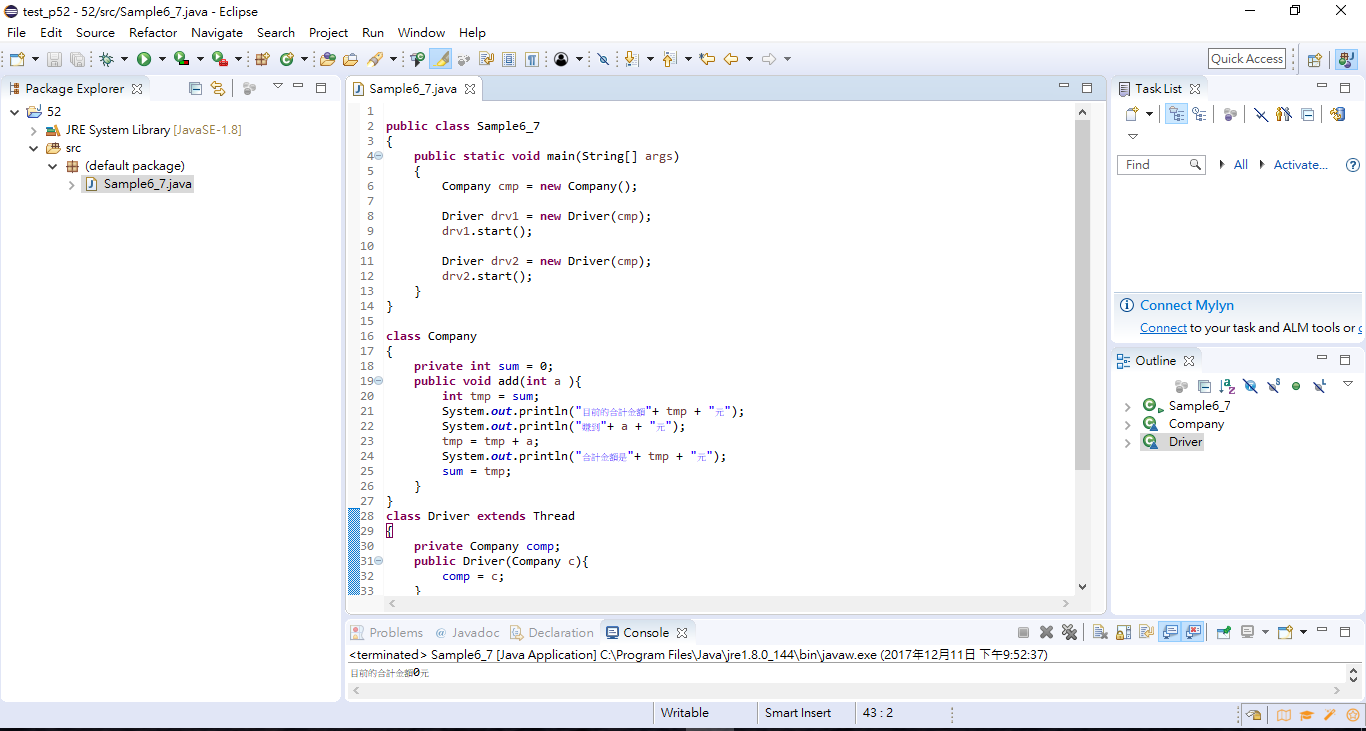 test_p52 - 52/src/Sample6_7.java - Eclipse
File Edit Source Refactor Navigate Search Project Run Window Help
Quick Access
Package Explorer
52
JRE System Library [JavaSE-1.8]
src
(default package)
Sample6_7.java
Sample6_7.java
1
2 public class Sample6_7
3 {
4 public static void main(String[] args)
5 {
6 Company cmp = new Company();
7
8 Driver drv1 = new Driver(cmp);
9 drv1.start();
10
11 Driver drv2 = new Driver(cmp);
12 drv2.start();
13 }
14 }
15
16 class Company
17 {
18 private int sum = 0;
19 public void add(int a ){
20 int tmp = sum;
21 System.out.println("目前的合計金額"+ tmp + "元");
22 System.out.println("賺到"+ a + "元");
23 tmp = tmp + a;
24 System.out.println("合計金額是"+ tmp + "元");
25 sum = tmp;
26 }
27 }
28 class Driver extends Thread
29 {
30 private Company comp;
31 public Driver(Company c){
32 comp = c;
33 }
Task List
Find All Activate...
Connect Mylyn
Connect to your task and ALM tools or c
Outline
Sample6_7
Company
Driver
Problems @ Javadoc Declaration Console
<terminated> Sample6_7 [Java Application] C:\Program Files\Java\jre1.8.0_144\bin\javaw.exe (2017年12月11日 下午9:52:37)
目前的合計金額0元
Writable Smart Insert 43 : 2